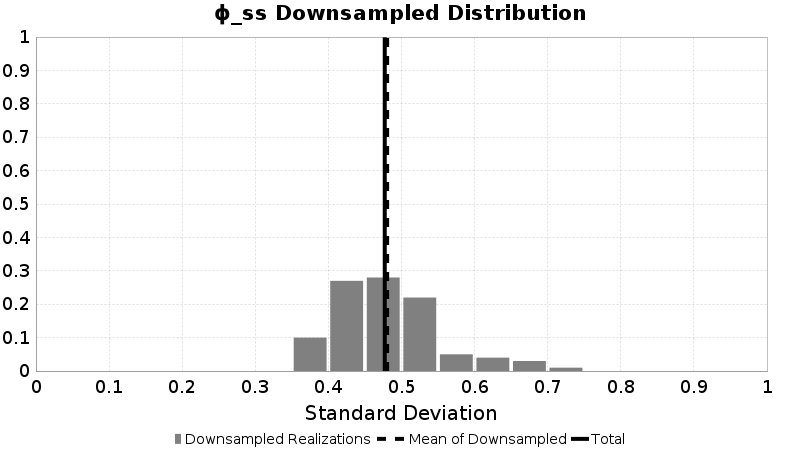 ϕ_ss Downsampled Distribution
1
0.9
0.8
0.7
0.6
0.5
0.4
0.3
0.2
0.1
0
0 0.1 0.2 0.3 0.4 0.5 0.6 0.7 0.8 0.9 1
Standard Deviation
Downsampled Realizations Mean of Downsampled Total